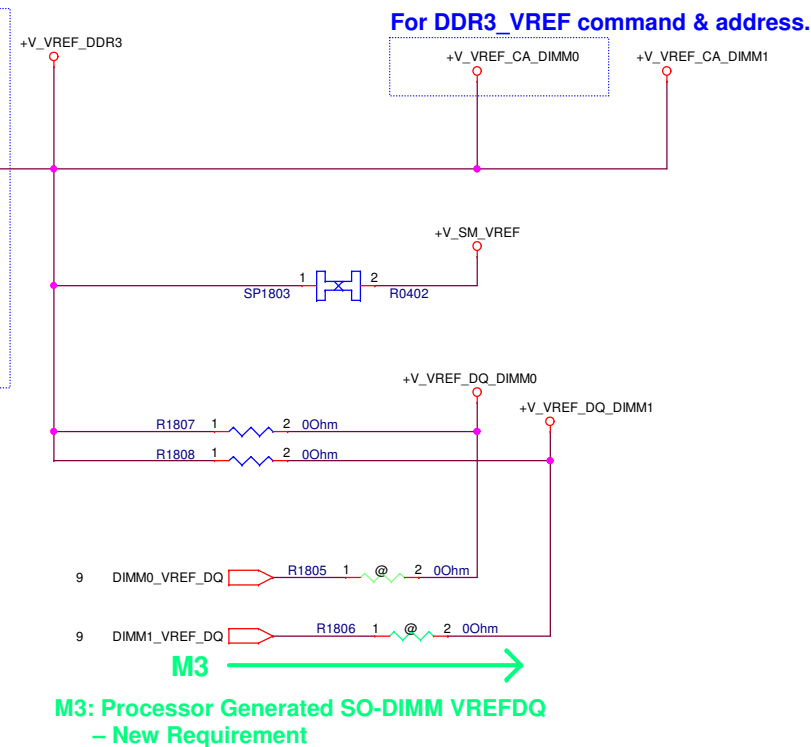 For DDR3_VREF command & address.
+V_VREF_DDR3
+V_VREF_CA_DIMM0
+V_VREF_CA_DIMM1
+V_SM_VREF
1 2
SP1803 R0402
+V_VREF_DQ_DIMM0
+V_VREF_DQ_DIMM1
R1807 1 2 0Ohm
R1808 1 2 0Ohm
9 DIMM0_VREF_DQ R1805 1 @ 2 0Ohm
9 DIMM1_VREF_DQ R1806 1 @ 2 0Ohm
M3
M3: Processor Generated SO-DIMM VREFDQ
– New Requirement